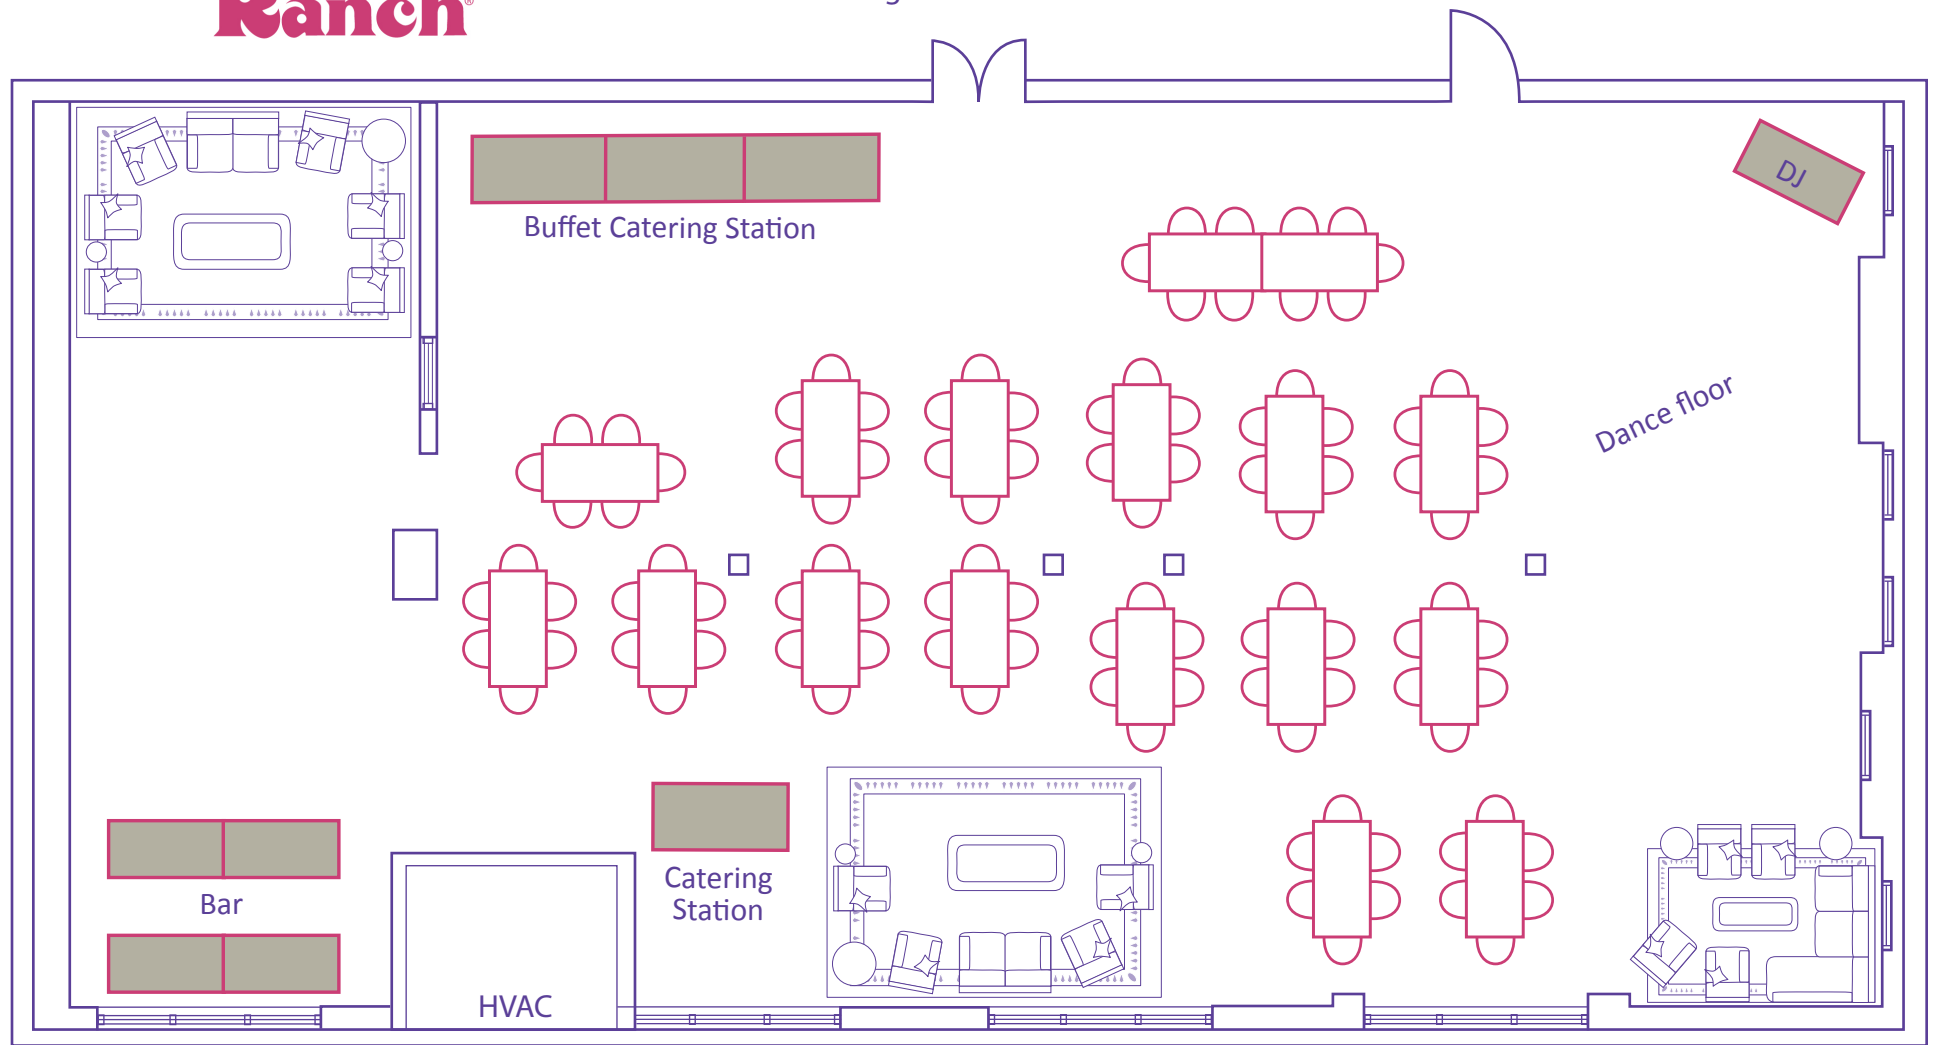 Ranch®
Buffet Catering Station
DJ
Dance floor
Catering
Station
Bar
HVAC